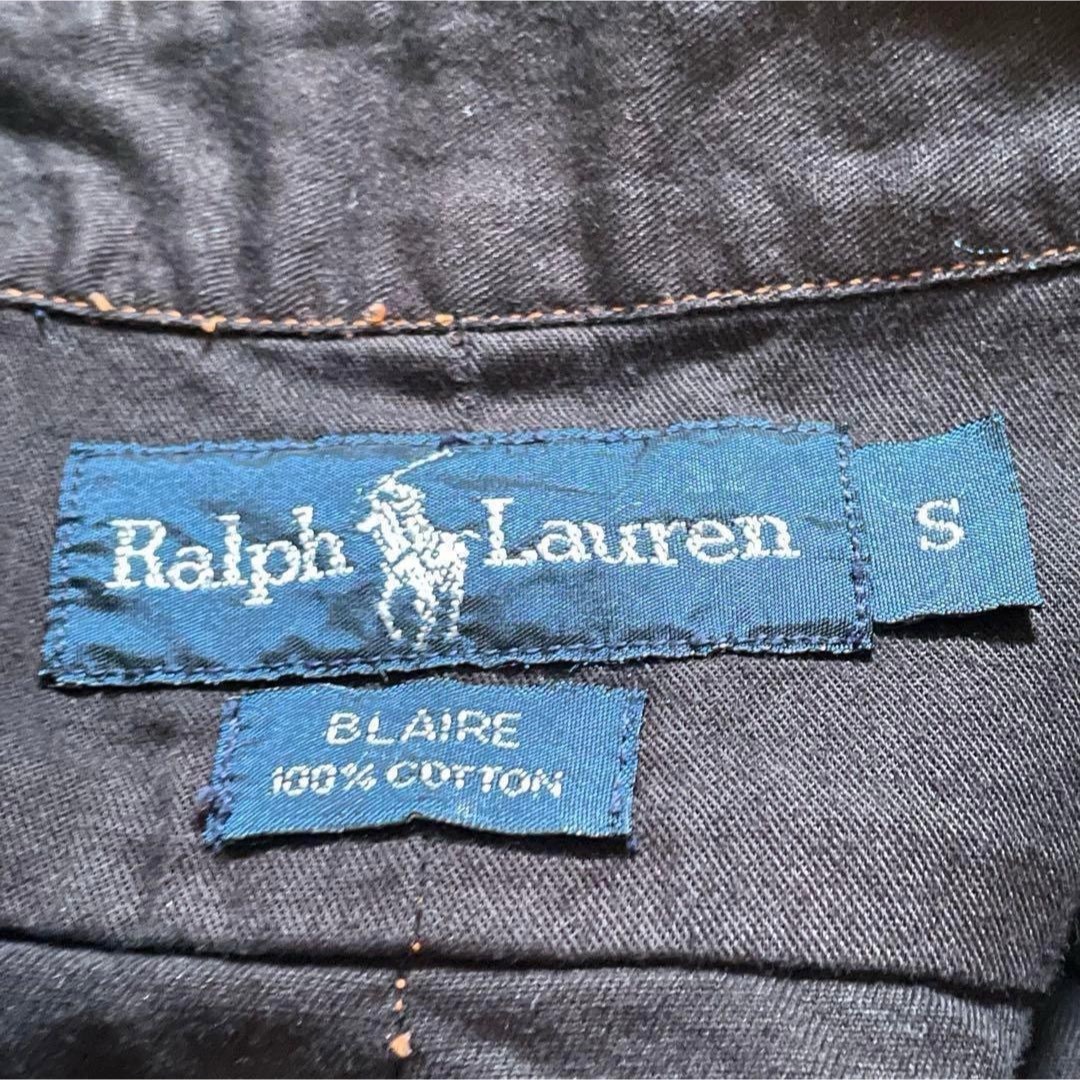 Ralph Lauren
S
BLAIRE
100% COTTON